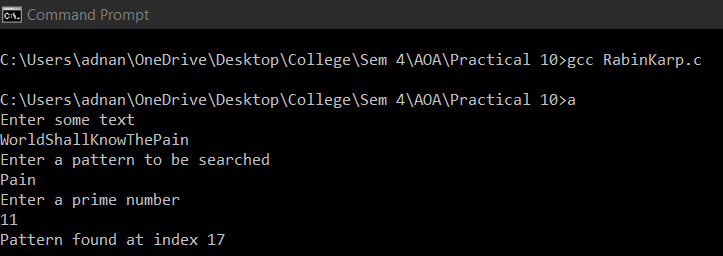 Command Prompt
C:\Users\adnan\OneDrive\Desktop\College\Sem 4\AOA\Practical 10>gcc RabinKarp.c
C:\Users\adnan\OneDrive\Desktop\College\Sem 4\AOA\Practical 10>a
Enter some text
WorldShallKnowThePain
Enter a pattern to be searched
Pain
Enter a prime number
11
Pattern found at index 17